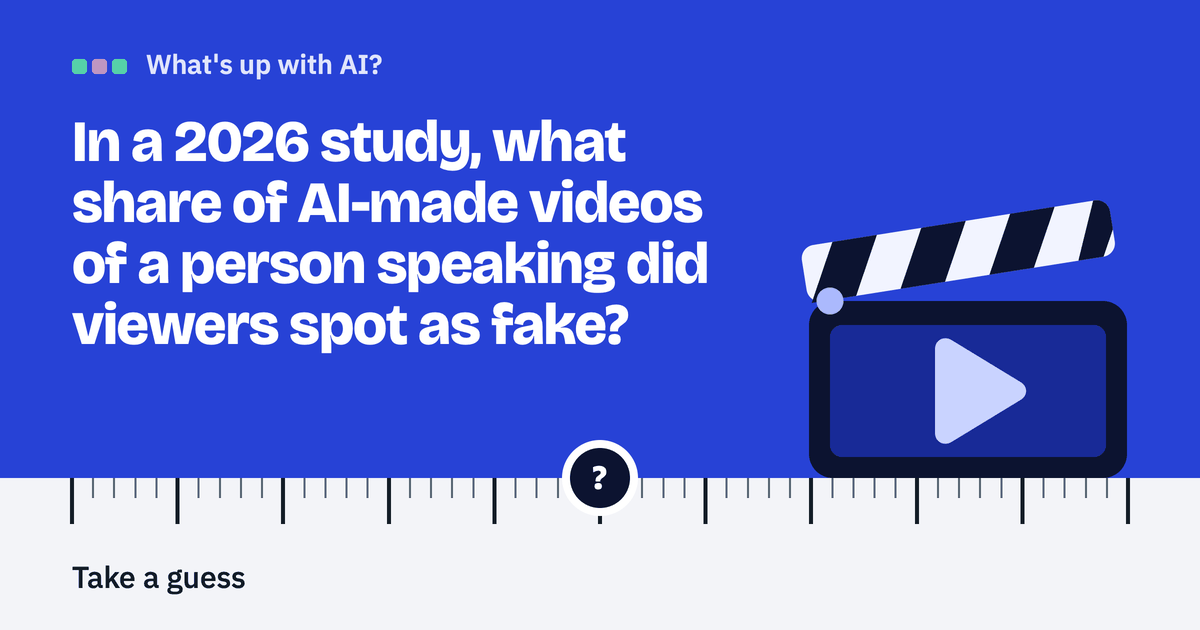 What's up with AI?
In a 2026 study, what
share of AI-made videos
of a person speaking did
viewers spot as fake?
?
Take a guess